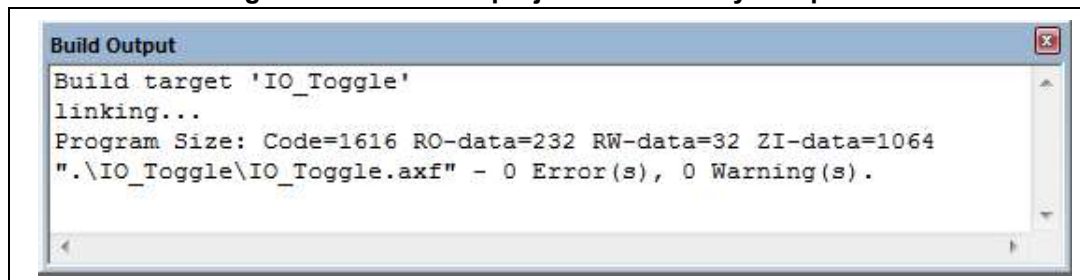 Build Output
Build target 'IO_Toggle'
linking...
Program Size: Code=1616 RO-data=232 RW-data=32 ZI-data=1064
".\IO_Toggle\IO_Toggle.axf" - 0 Error(s), 0 Warning(s).